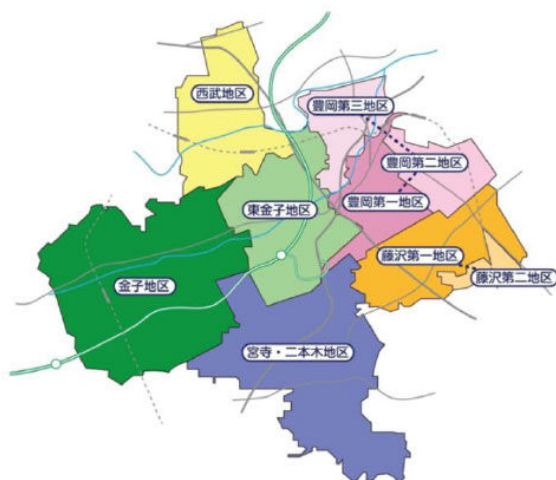 西武地区
豊岡第三地区
豊岡第二地区
豊岡第一地区
東金子地区
藤沢第一地区
藤沢第二地区
金子地区
宮寺・二本木地区